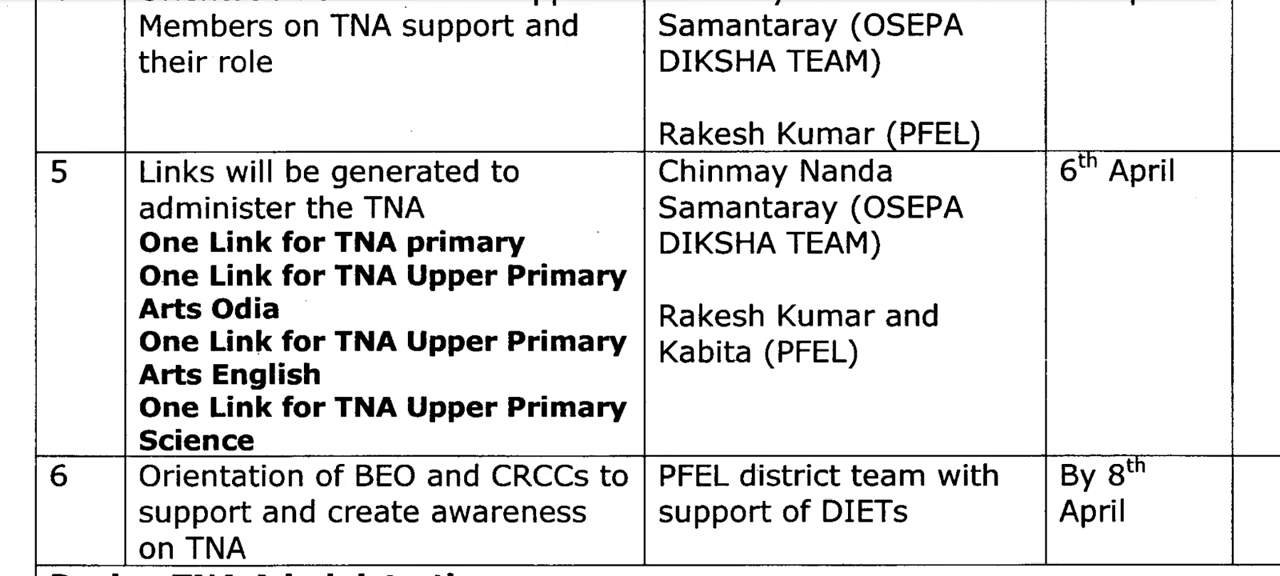 Members on TNA support and
their role
Samantaray (OSEPA
DIKSHA TEAM)
Rakesh Kumar (PFEL)
5
Links will be generated to
administer the TNA
One Link for TNA primary
One Link for TNA Upper Primary
Arts Odia
One Link for TNA Upper Primary
Arts English
One Link for TNA Upper Primary
Science
Chinmay Nanda
Samantaray (OSEPA
DIKSHA TEAM)
Rakesh Kumar and
Kabita (PFEL)
6th April
6
Orientation of BEO and CRCCs to
support and create awareness
on TNA
PFEL district team with
support of DIETs
By 8th
April